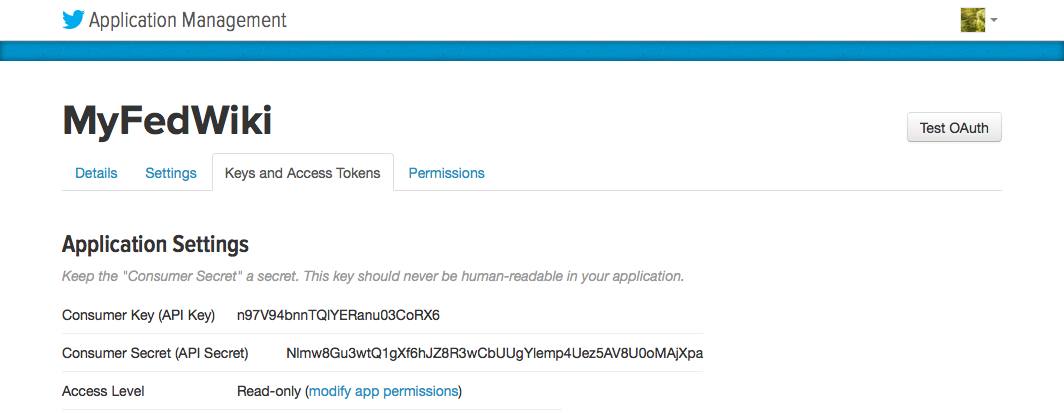 Application Management
MyFedWiki
Test OAuth
Details Settings Keys and Access Tokens Permissions
Application Settings
Keep the "Consumer Secret" a secret. This key should never be human-readable in your application.
Consumer Key (API Key) n97V94bnnTQlYERanu03CoRX6
Consumer Secret (API Secret) Nlmw8Gu3wtQ1gXf6hJZ8R3wCbUUgYlemp4Uez5AV8U0oMAjXpa
Access Level Read-only (modify app permissions)